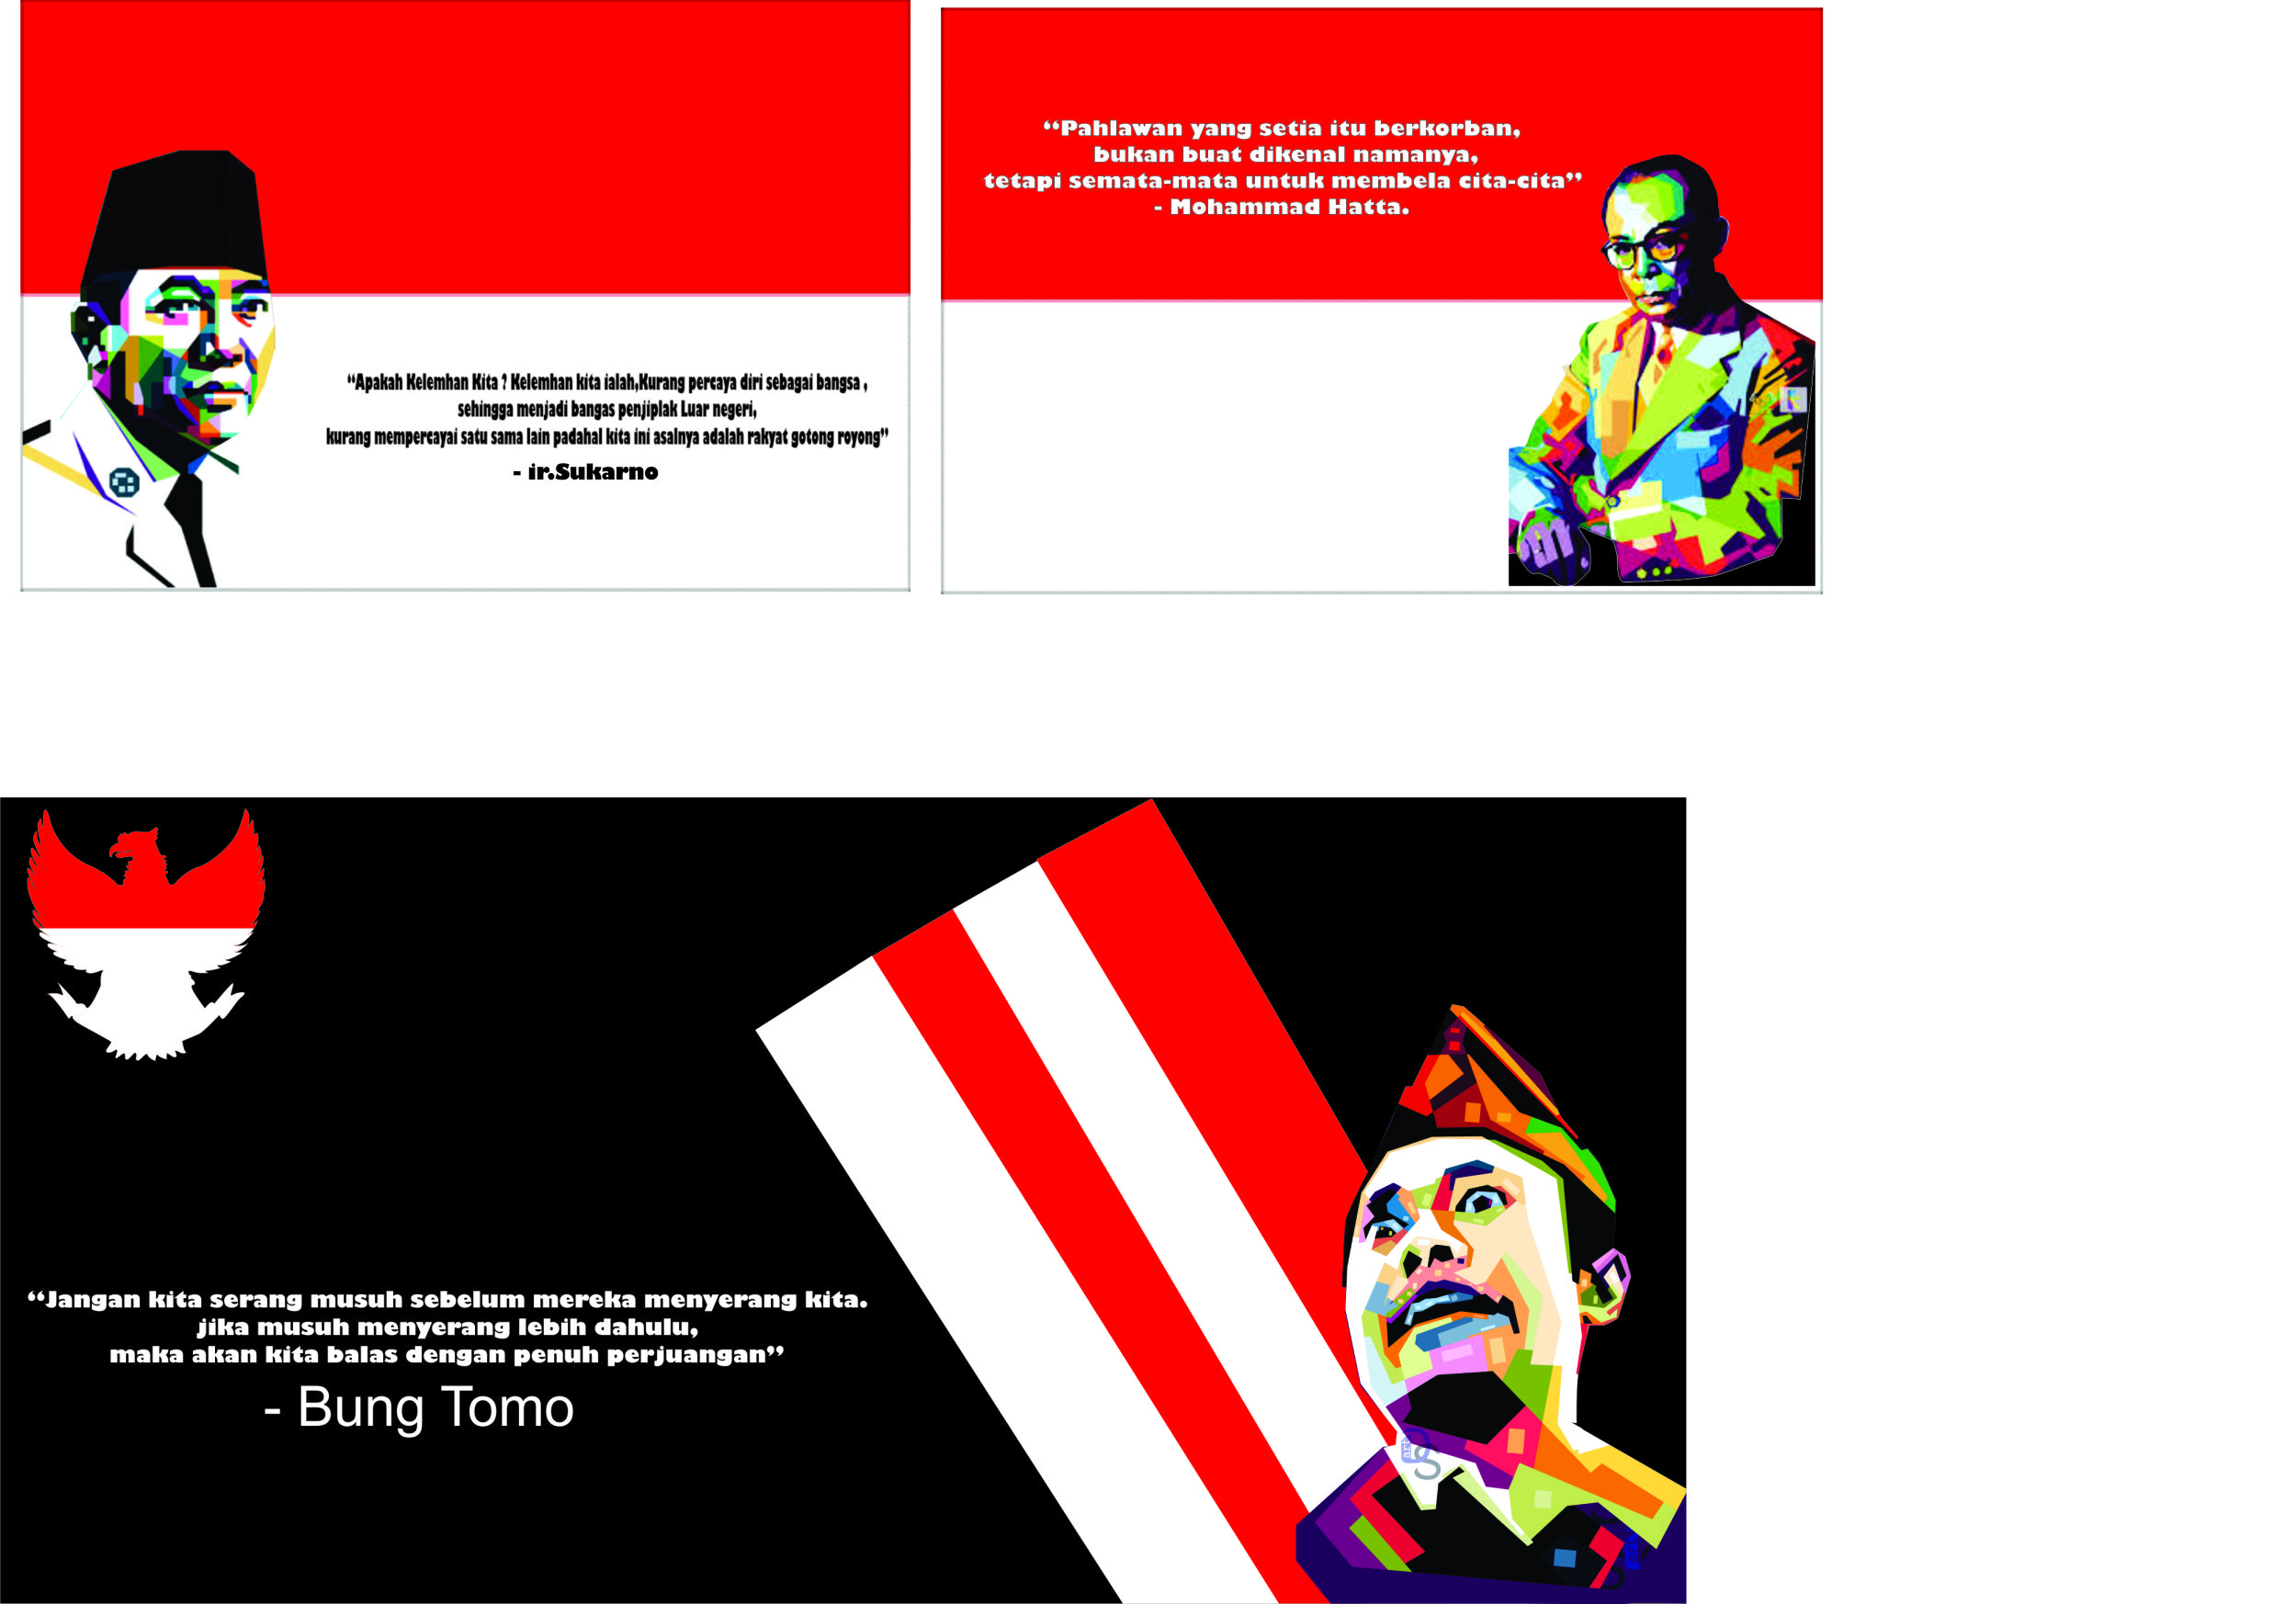 “Apakah Kelemhan Kita ? Kelemhan kita ialah,Kurang percaya diri sebagai bangsa ,
sehingga menjadi bangas penjiplak Luar negeri,
kurang mempercayai satu sama lain padahal kita ini asalnya adalah rakyat gotong royong”
- ir.Sukarno
“Pahlawan yang setia itu berkorban,
bukan buat dikenal namanya,
tetapi semata-mata untuk membela cita-cita”
- Mohammad Hatta.
“Jangan kita serang musuh sebelum mereka menyerang kita.
jika musuh menyerang lebih dahulu,
maka akan kita balas dengan penuh perjuangan”
- Bung Tomo